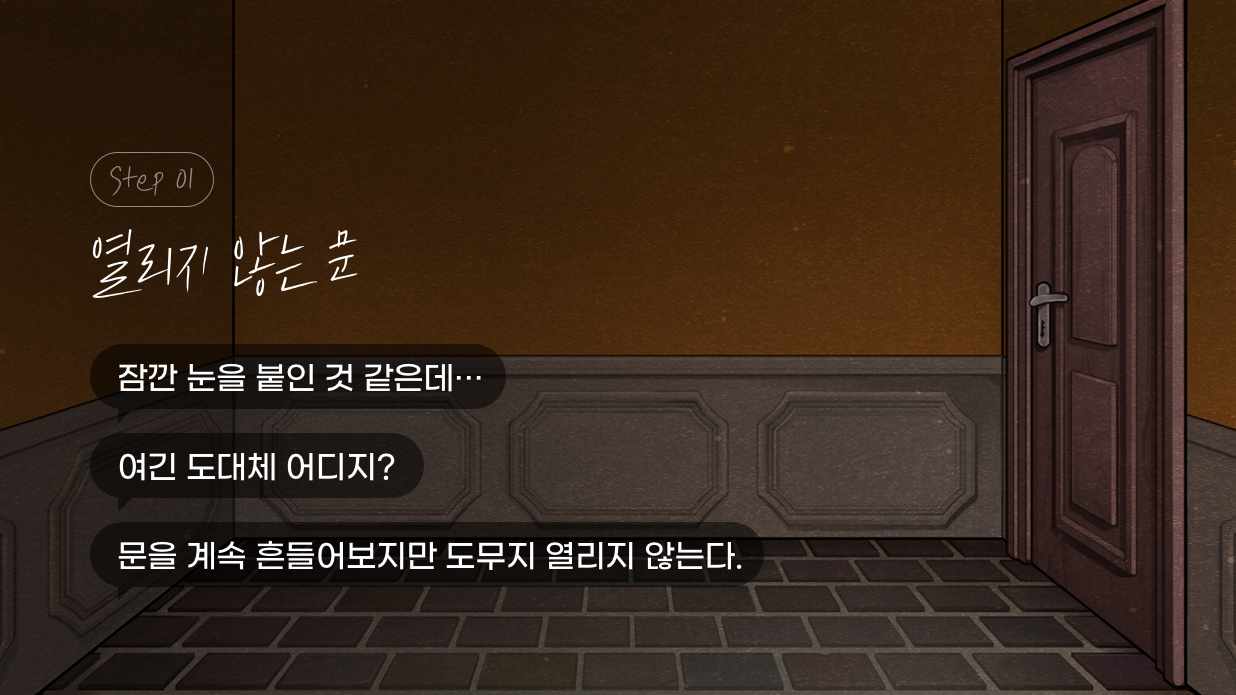 Step 01
열리지 않는 문
잠깐 눈을 붙인 것 같은데…
여긴 도대체 어디지?
문을 계속 흔들어보지만 도무지 열리지 않는다.